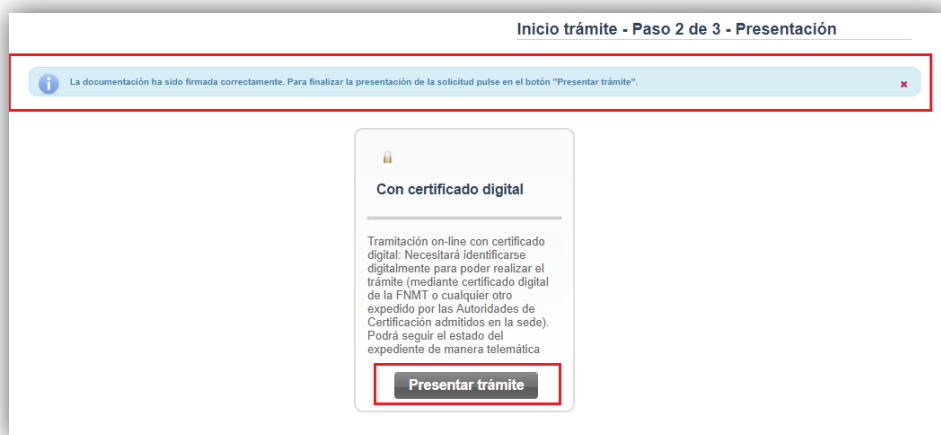 Inicio trámite - Paso 2 de 3 - Presentación
La documentación ha sido firmada correctamente. Para finalizar la presentación de la solicitud pulse en el botón "Presentar trámite".
Con certificado digital
Tramitación on-line con certificado
digital: Necesitará identificarse
digitalmente para poder realizar el
trámite (mediante certificado digital
de la FNMT o cualquier otro
expedido por las Autoridades de
Certificación admitidos en la sede).
Podrá seguir el estado del
expediente de manera telemática
Presentar trámite